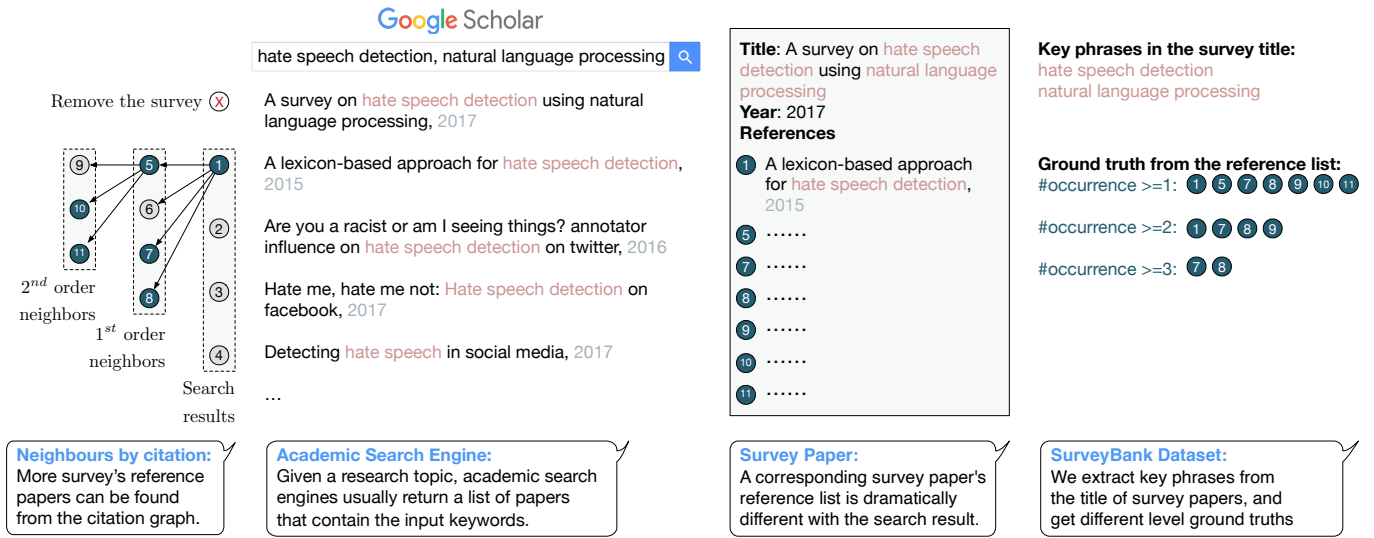 Google Scholar
hate speech detection, natural language processing
Remove the survey X
9 5 1
10 6 2
11 7
8 3
4
2nd order
neighbors
1st order
neighbors
Search
results
A survey on hate speech detection using natural
language processing, 2017
A lexicon-based approach for hate speech detection,
2015
Are you a racist or am I seeing things? annotator
influence on hate speech detection on twitter, 2016
Hate me, hate me not: Hate speech detection on
facebook, 2017
Detecting hate speech in social media, 2017
...
Title: A survey on hate speech
detection using natural language
processing
Year: 2017
References
1 A lexicon-based approach
for hate speech detection,
2015
5 ......
7 ......
8 ......
9 ......
10 ......
11 ......
Key phrases in the survey title:
hate speech detection
natural language processing
Ground truth from the reference list:
#occurrence >=1: 1 5 7 8 9 10 11
#occurrence >=2: 1 7 8 9
#occurrence >=3: 7 8
Neighbours by citation:
More survey's reference
papers can be found
from the citation graph.
Academic Search Engine:
Given a research topic, academic search
engines usually return a list of papers
that contain the input keywords.
Survey Paper:
A corresponding survey paper's
reference list is dramatically
different with the search result.
SurveyBank Dataset:
We extract key phrases from
the title of survey papers, and
get different level ground truths